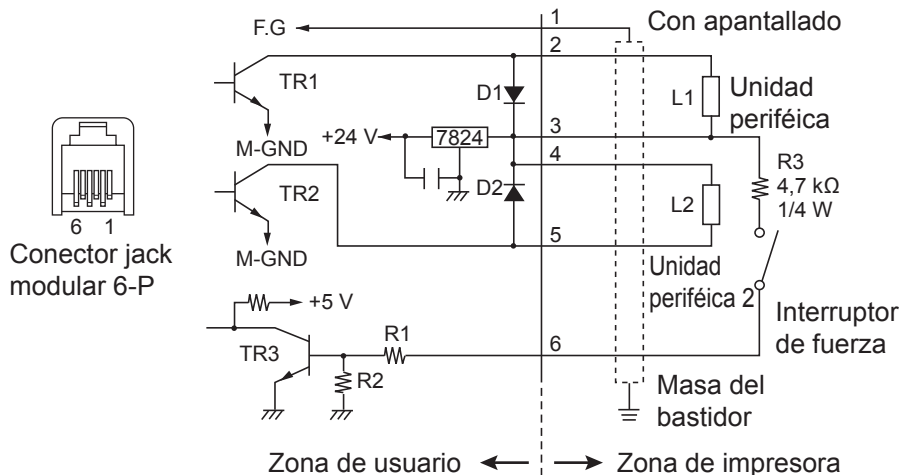 F.G
1
Con apantallado
2
TR1
D1
L1
Unidad
periféica
M-GND
+24 V
7824
3
4
R3
4,7 kΩ
1/4 W
TR2
D2
L2
6 1
Conector jack
modular 6-P
M-GND
5
Unidad
periféica 2
+5 V
Interruptor
de fuerza
TR3
R1
6
R2
Masa del
bastidor
Zona de usuario
Zona de impresora